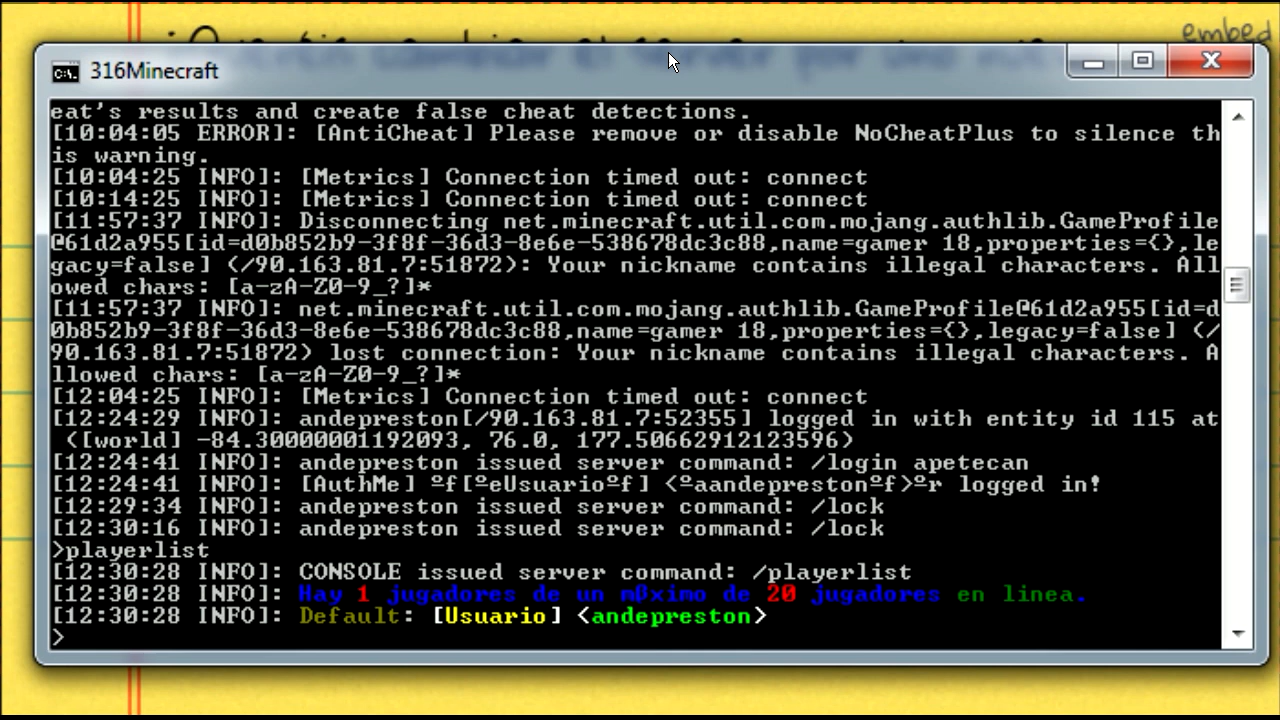 embed
316Minecraft
eat's results and create false cheat detections.
[10:04:05 ERROR]: [AntiCheat] Please remove or disable NoCheatPlus to silence th
is warning.
[10:04:25 INFO]: [Metrics] Connection timed out: connect
[10:14:25 INFO]: [Metrics] Connection timed out: connect
[11:57:37 INFO]: Disconnecting net.minecraft.util.com.mojang.authlib.GameProfile
@61d2a955[id=d0b852b9-3f8f-36d3-8e6e-538678dc3c88,name=gamer 18,properties={},le
gacy=false] (/90.163.81.7:51872): Your nickname contains illegal characters. All
owed chars: [a-zA-Z0-9_?]*
[11:57:37 INFO]: net.minecraft.util.com.mojang.authlib.GameProfile@61d2a955[id=d
0b852b9-3f8f-36d3-8e6e-538678dc3c88,name=gamer 18,properties={},legacy=false] (/
90.163.81.7:51872) lost connection: Your nickname contains illegal characters. A
llowed chars: [a-zA-Z0-9_?]*
[12:04:25 INFO]: [Metrics] Connection timed out: connect
[12:24:29 INFO]: andepreston[/90.163.81.7:52355] logged in with entity id 115 at
([world] -84.30000001192093, 76.0, 177.50662912123596)
[12:24:41 INFO]: andepreston issued server command: /login apetecan
[12:24:41 INFO]: [AuthMe] ºf[ºeUsuarioºf] <ºaandeprestonºf>ºr logged in!
[12:29:34 INFO]: andepreston issued server command: /lock
[12:30:16 INFO]: andepreston issued server command: /lock
>playerlist
[12:30:28 INFO]: CONSOLE issued server command: /playerlist
[12:30:28 INFO]: Hay 1 jugadores de un mßximo de 20 jugadores en linea.
[12:30:28 INFO]: Default: [Usuario] <andepreston>
>